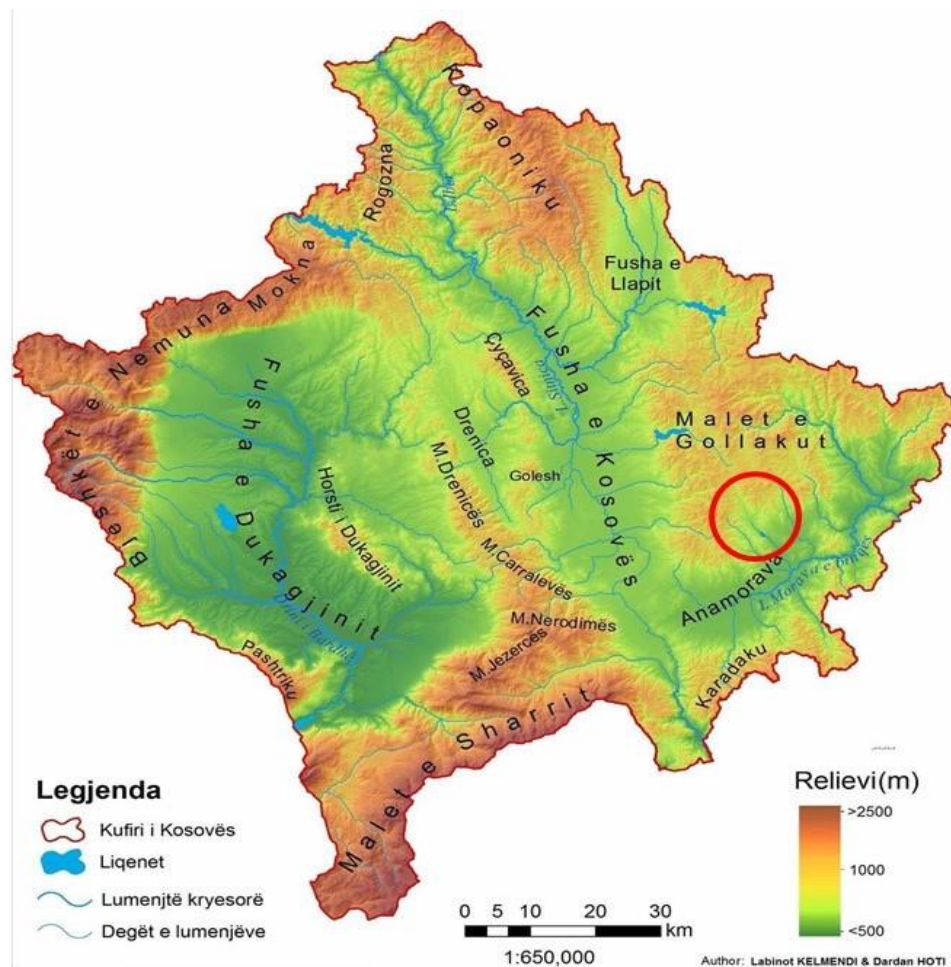 Kopaoniku
Rogozna
Ibri
Mokna
Fusha e
Llapit
Bjeshkët e Nemuna
Fusha e Dukagjinit
Fusha e Kosovës
Çyçavica
L. Sitnica
Drenica
M.Drenicës
Golesh
Malet e
Gollakut
Horsti i Dukagjinit
M.Carralevës
Anamorava
L. Morava e Binçës
Drini i Bardhë
M.Nerodimës
M.Jezercës
Pashtriku
Karadaku
Malet e Sharrit
Legjenda
Kufiri i Kosovës
Liqenet
Lumenjtë kryesorë
Degët e lumenjëve
0 5 10 20 30
km
1:650,000
Relievi(m)
>2500
1000
<500
Author: Labinot KELMENDI & Dardan HOTI